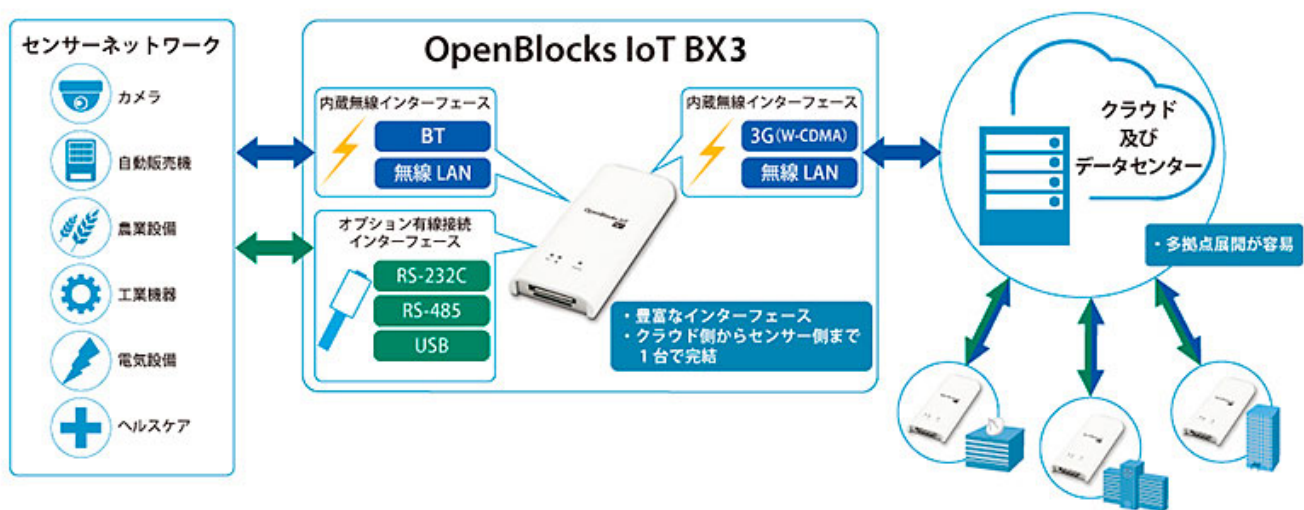 センサーネットワーク
カメラ
自動販売機
農業設備
工業機器
電気設備
ヘルスケア
OpenBlocks IoT BX3
内蔵無線インターフェース
BT
無線 LAN
オプション有線接続
インターフェース
RS-232C
RS-485
USB
OpenBlocks IoT
内蔵無線インターフェース
3G(W-CDMA)
無線 LAN
・豊富なインターフェース
・クラウド側からセンサー側まで
１台で完結
クラウド
及び
データセンター
・多拠点展開が容易